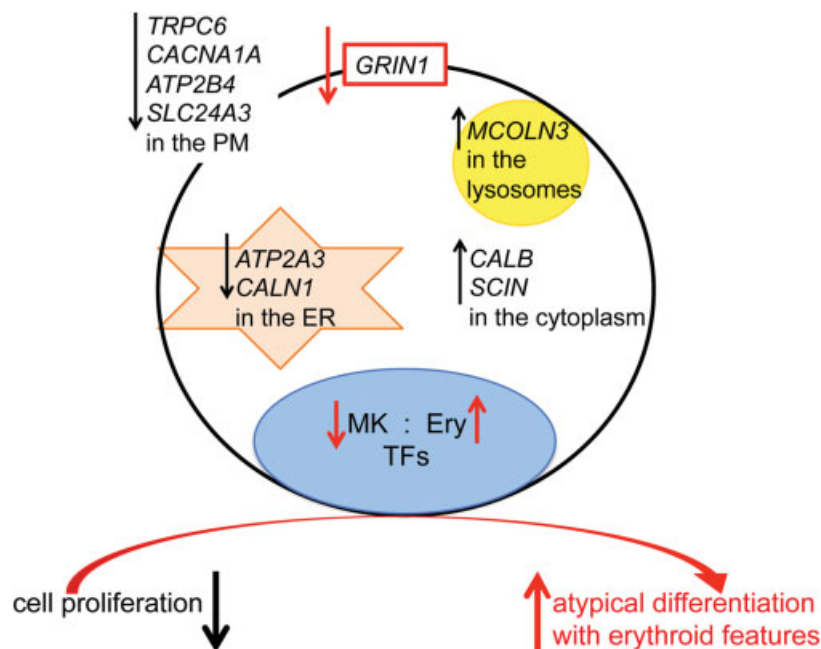 TRPC6
CACNA1A
ATP2B4
SLC24A3
in the PM
GRIN1
MCOLN3
in the
lysosomes
ATP2A3
CALN1
in the ER
CALB
SCIN
in the cytoplasm
MK : Ery
TFs
cell proliferation
atypical differentiation
with erythroid features